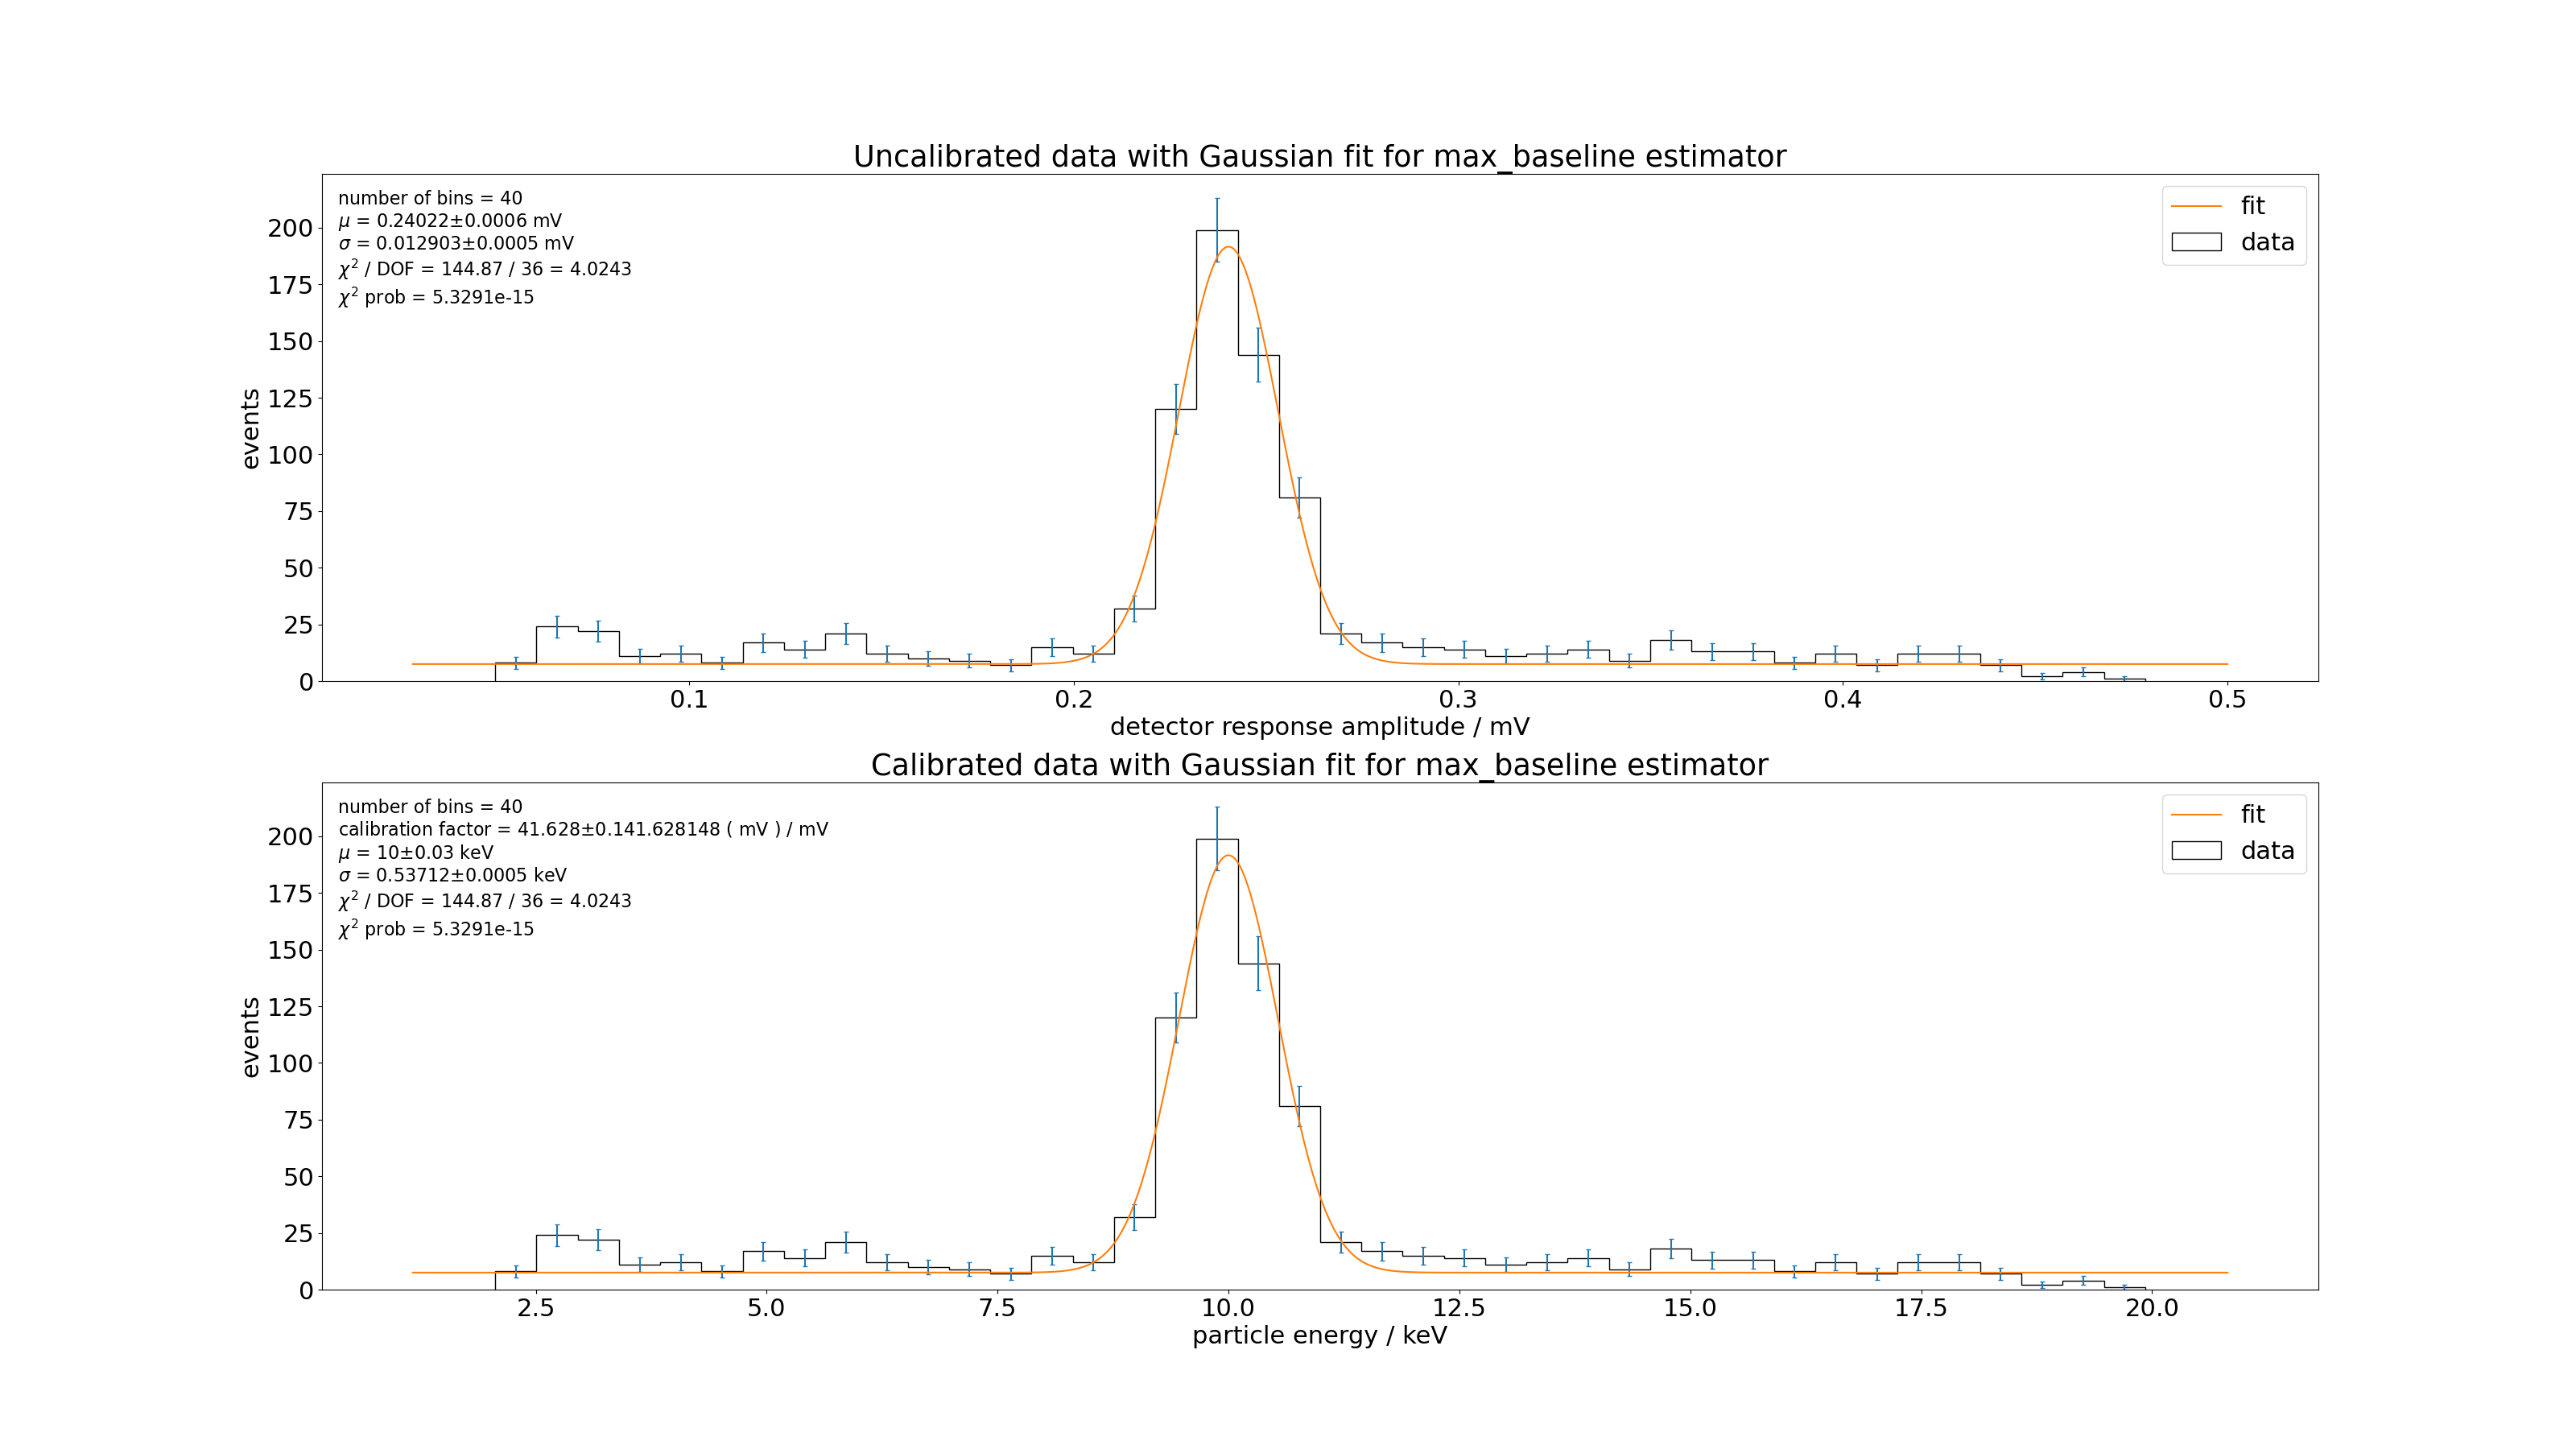 Uncalibrated data with Gaussian fit for max_baseline estimator
number of bins = 40
μ = 0.24022±0.0006 mV
σ = 0.012903±0.0005 mV
χ² / DOF = 144.87 / 36 = 4.0243
χ² prob = 5.3291e-15
fit
data
events
200
175
150
125
100
75
50
25
0
0.1 0.2 0.3 0.4 0.5
detector response amplitude / mV
Calibrated data with Gaussian fit for max_baseline estimator
number of bins = 40
calibration factor = 41.628±0.141.628148 ( mV ) / mV
μ = 10±0.03 keV
σ = 0.53712±0.0005 keV
χ² / DOF = 144.87 / 36 = 4.0243
χ² prob = 5.3291e-15
fit
data
events
200
175
150
125
100
75
50
25
0
2.5 5.0 7.5 10.0 12.5 15.0 17.5 20.0
particle energy / keV